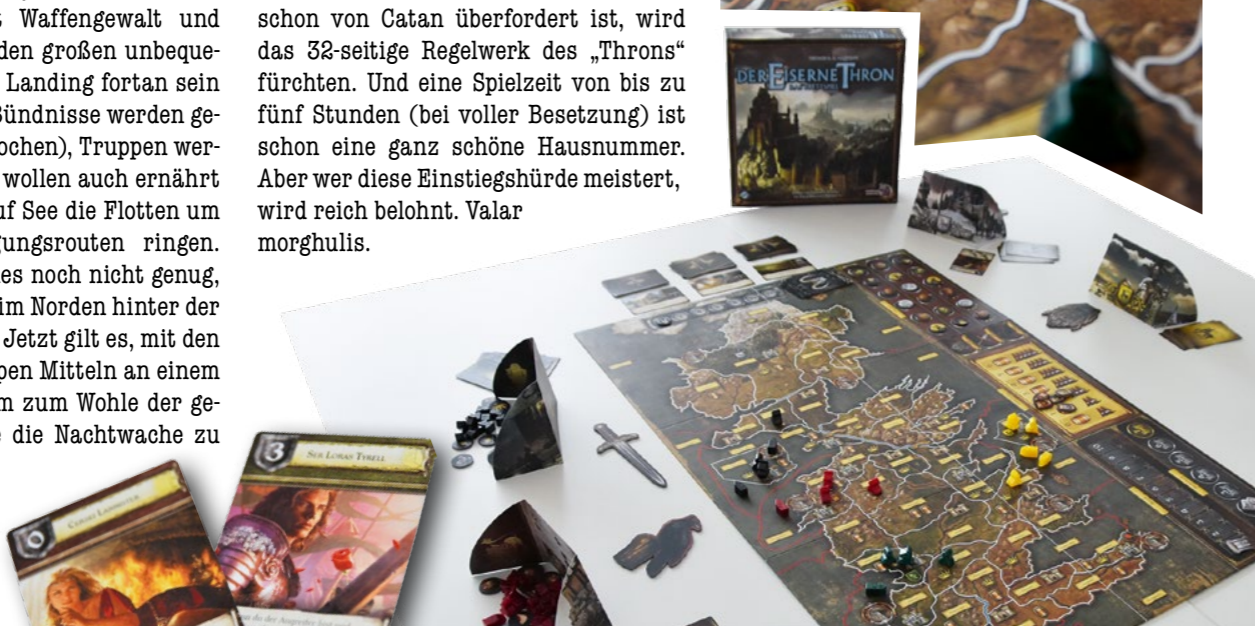 Waffengewalt und
den großen unbeque-
Landing fortan sein
Bündnisse werden ge-
ochen), Truppen wer-
wollen auch ernährt
uf See die Flotten um
gungsrouten ringen.
es noch nicht genug,
im Norden hinter der
Jetzt gilt es, mit den
pen Mitteln an einem
m zum Wohle der ge-
die Nachtwache zu
schon von Catan überfordert ist, wird
das 32-seitige Regelwerk des „Throns“
fürchten. Und eine Spielzeit von bis zu
fünf Stunden (bei voller Besetzung) ist
schon eine ganz schöne Hausnummer.
Aber wer diese Einstiegshürde meistert,
wird reich belohnt. Valar
morghulis.
DER EISERNE THRON
0
CERSEI LANNISTER
3
SER LORAS TYRELL